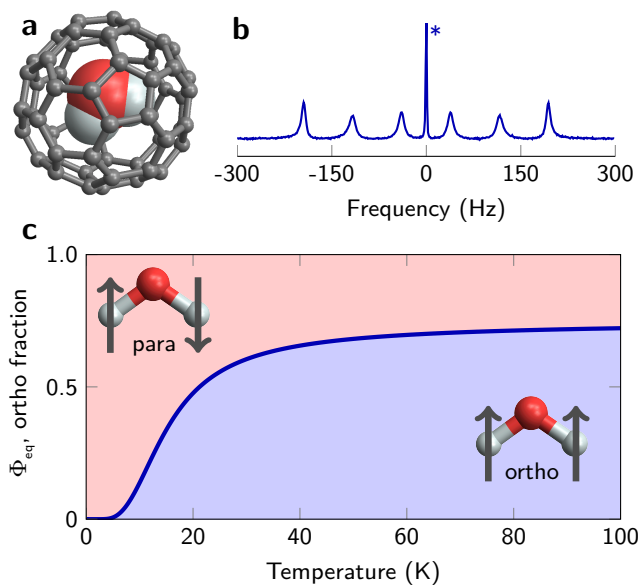 a
b
*
-300 -150 0 150 300
Frequency (Hz)
c
1.0
0.5
0
Φeq, ortho fraction
para
ortho
0 20 40 60 80 100
Temperature (K)